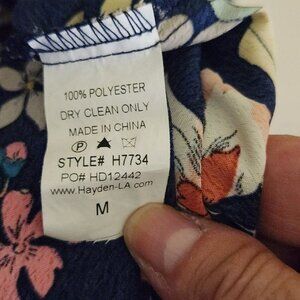 100% POLYESTER
DRY CLEAN ONLY
MADE IN CHINA
P
STYLE# H7734
PO# HD12442
www.Hayden-LA.com
M